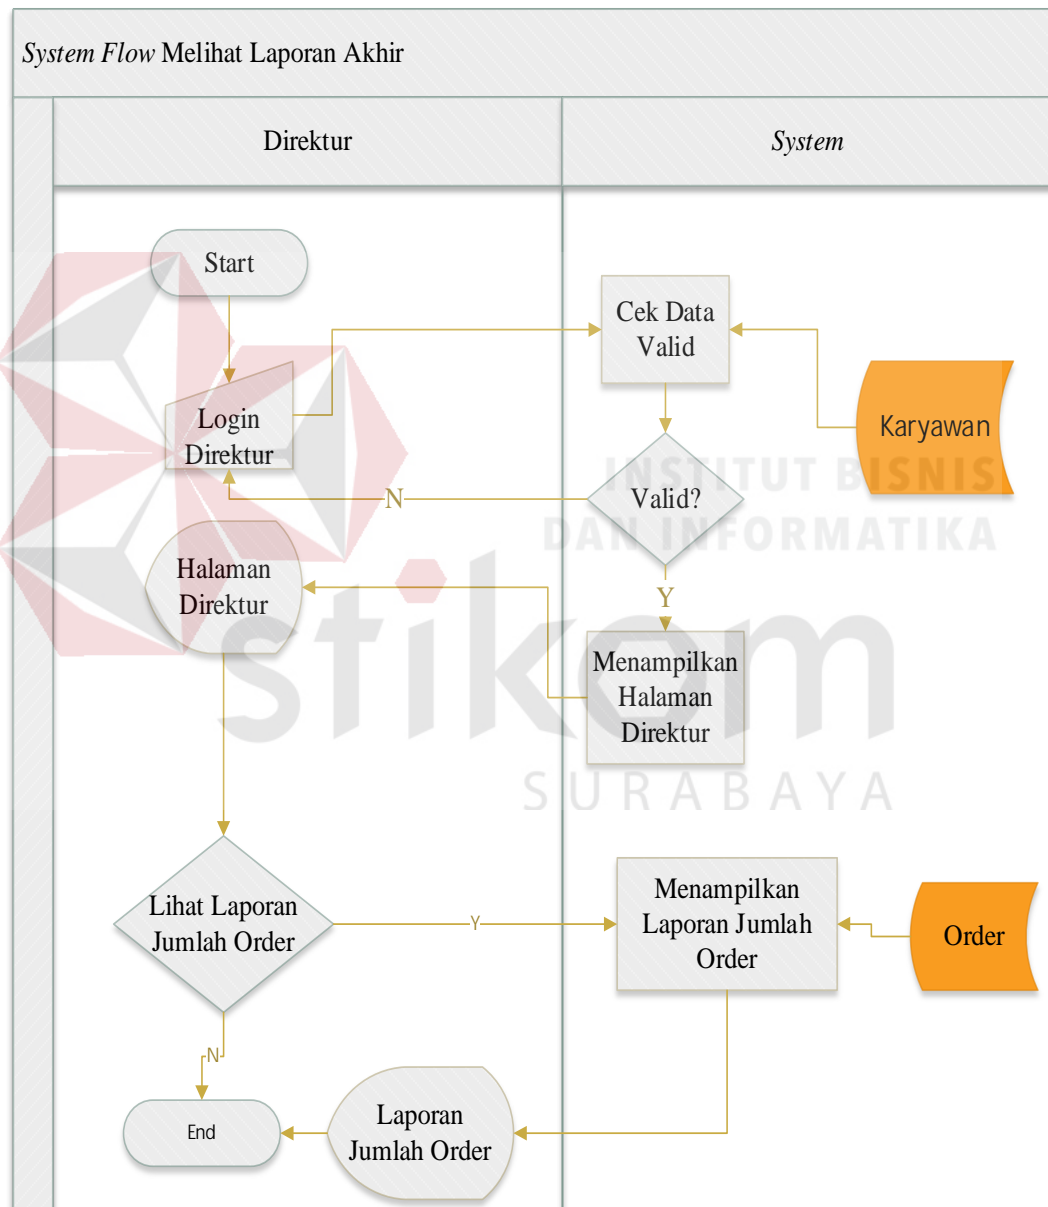 System Flow Melihat Laporan Akhir
Direktur
System
Start
Cek Data
Valid
Login
Direktur
Karyawan
INSTITUT BISNIS
DAN INFORMATIKA
N
Valid?
Halaman
Direktur
Y
stikom
SURABAYA
Menampilkan
Halaman
Direktur
Lihat Laporan
Jumlah Order
Y
Menampilkan
Laporan Jumlah
Order
Order
N
End
Laporan
Jumlah Order